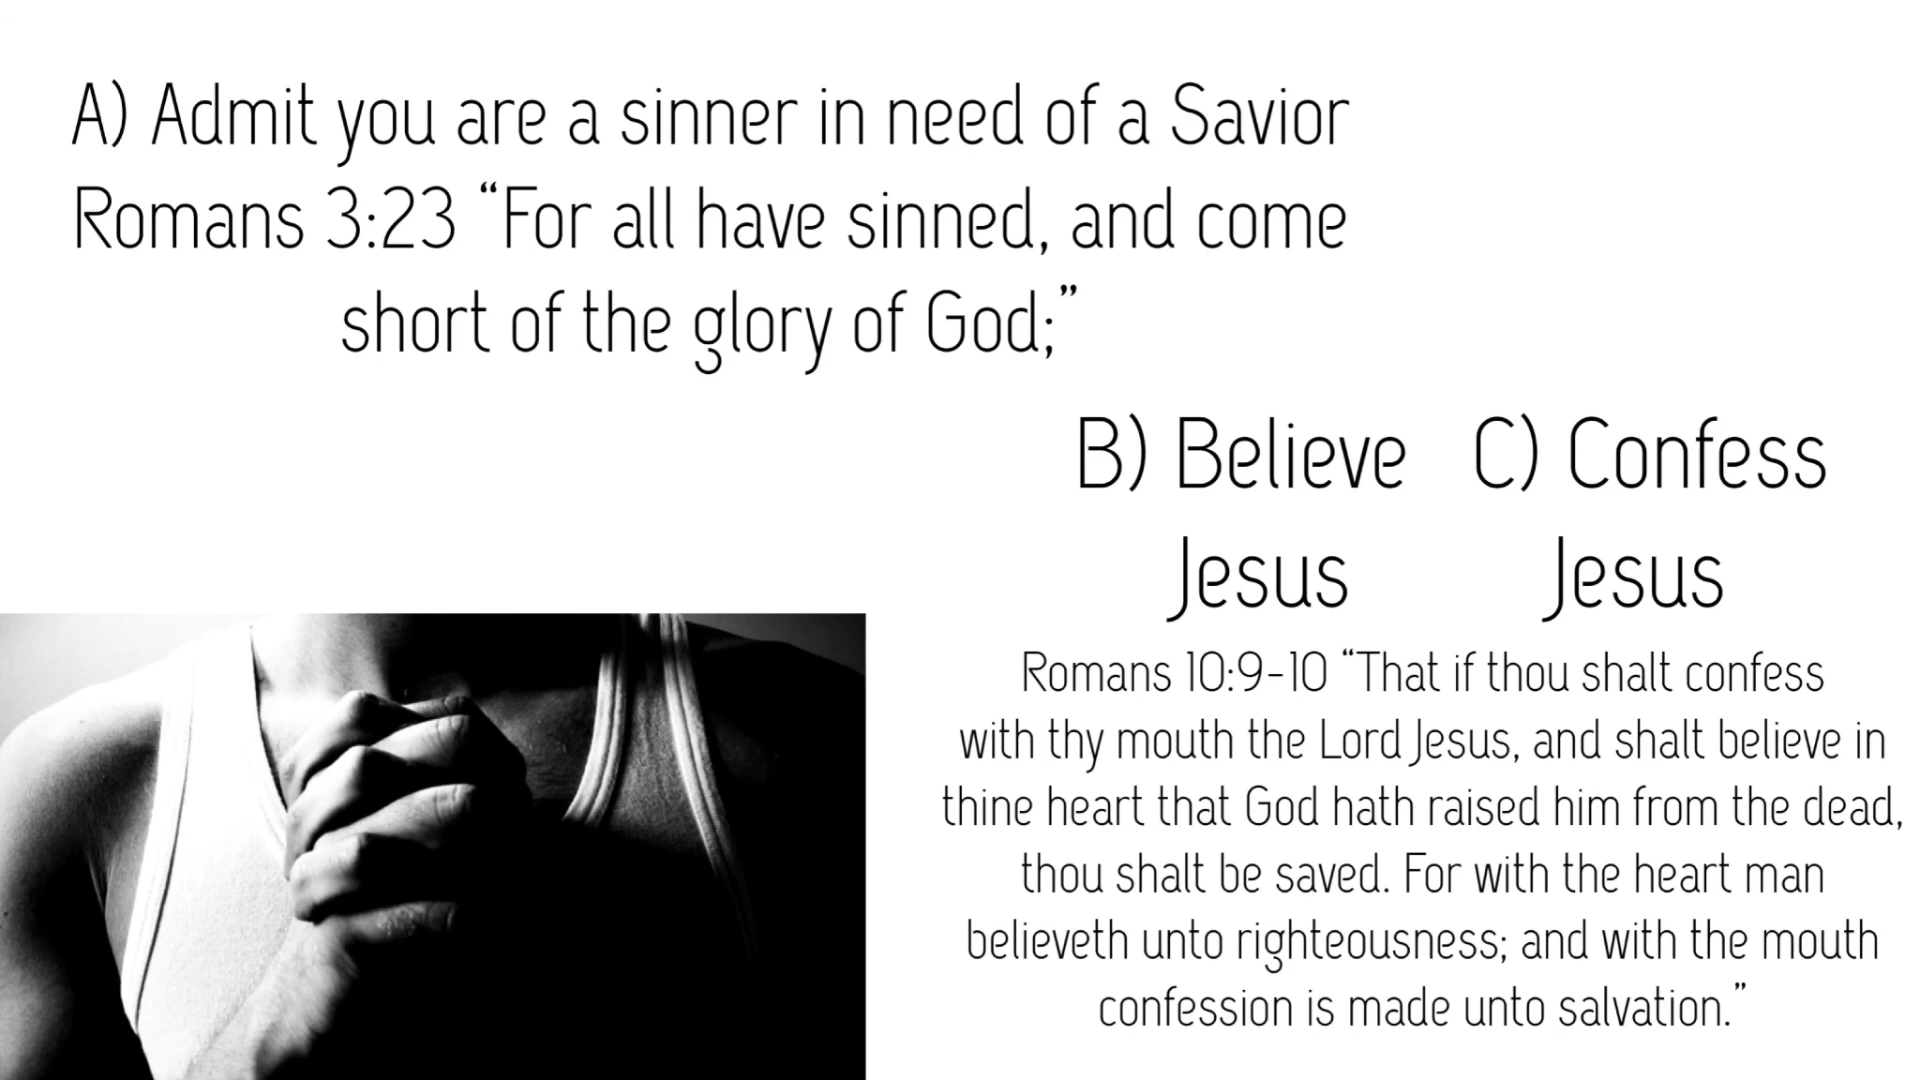 A) Admit you are a sinner in need of a Savior
Romans 3:23 “For all have sinned, and come
short of the glory of God;”
B) Believe
Jesus
C) Confess
Jesus
Romans 10:9-10 “That if thou shalt confess
with thy mouth the Lord Jesus, and shalt believe in
thine heart that God hath raised him from the dead,
thou shalt be saved. For with the heart man
believeth unto righteousness; and with the mouth
confession is made unto salvation.”